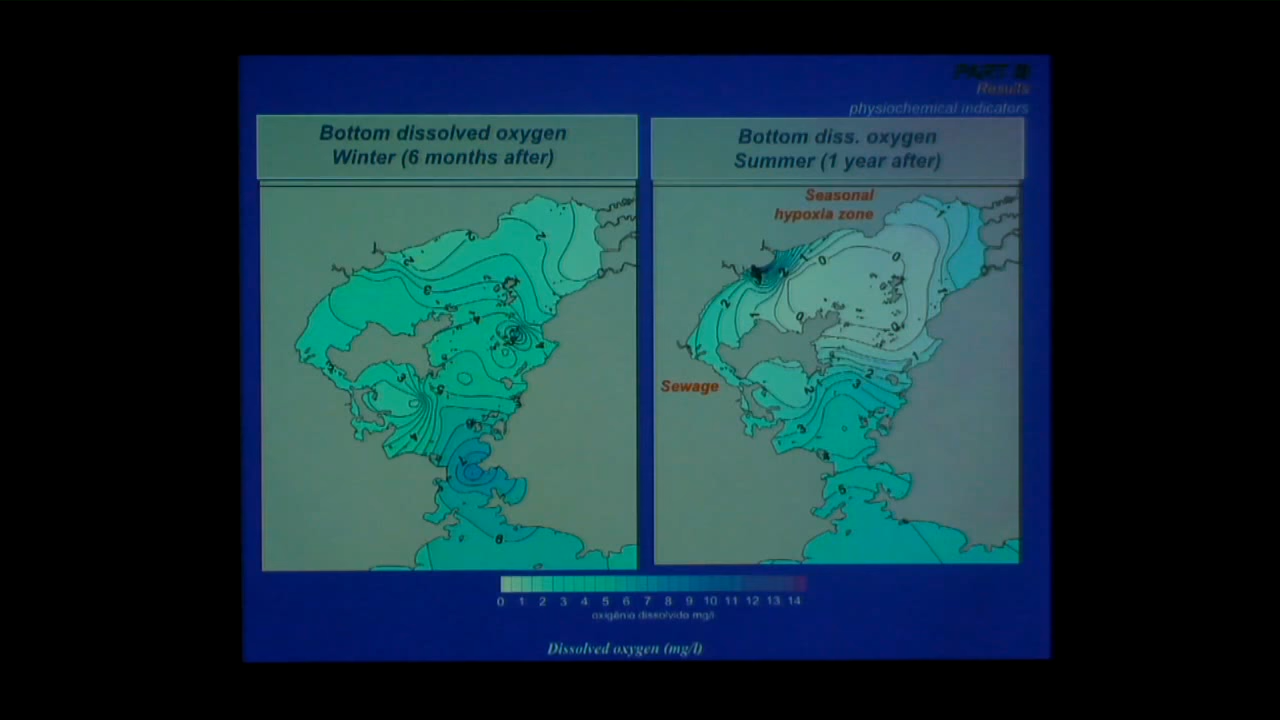 PART B
Results
physiochemical indicators
Bottom dissolved oxygen
Winter (6 months after)
Bottom diss. oxygen
Summer (1 year after)
Seasonal
hypoxia zone
Sewage
0 1 2 3 4 5 6 7 8 9 10 11 12 13 14
oxigênio dissolvido mg/l
Dissolved oxygen (mg/l)